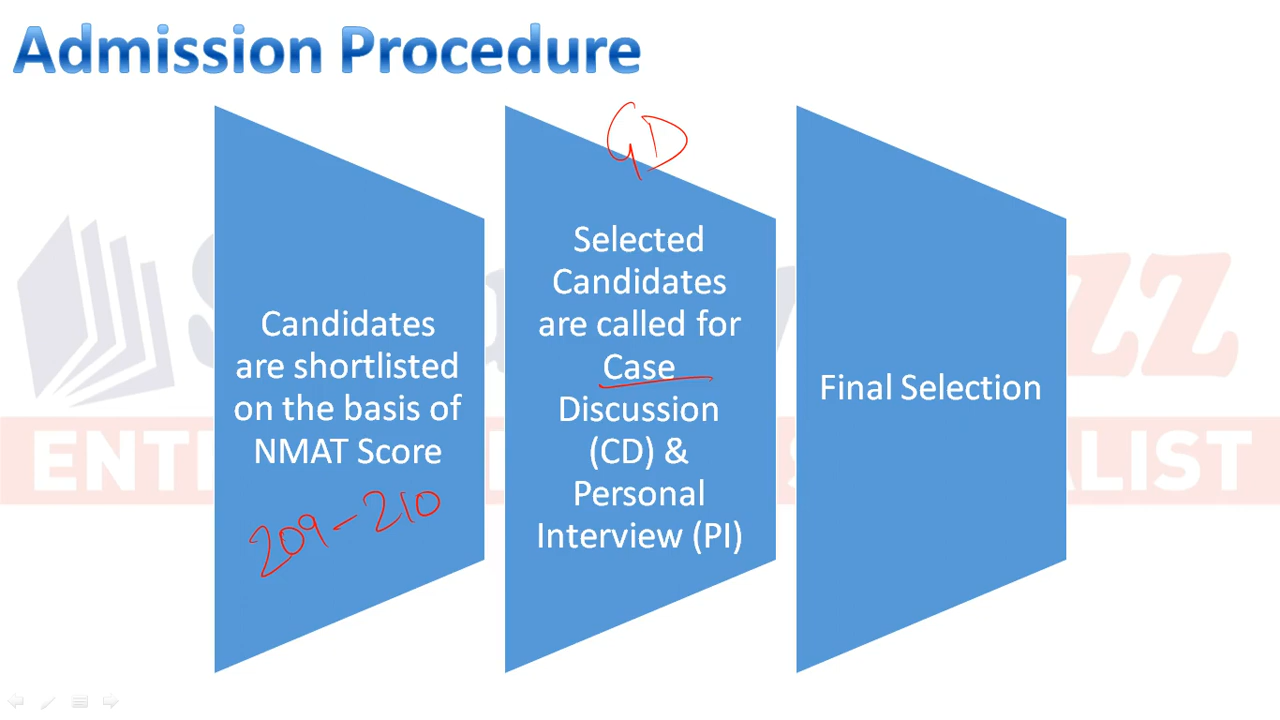 Admission Procedure
Candidates
are shortlisted
on the basis of
NMAT Score
209-210
GD
Selected
Candidates
are called for
Case
Discussion
(CD) &
Personal
Interview (PI)
Final Selection